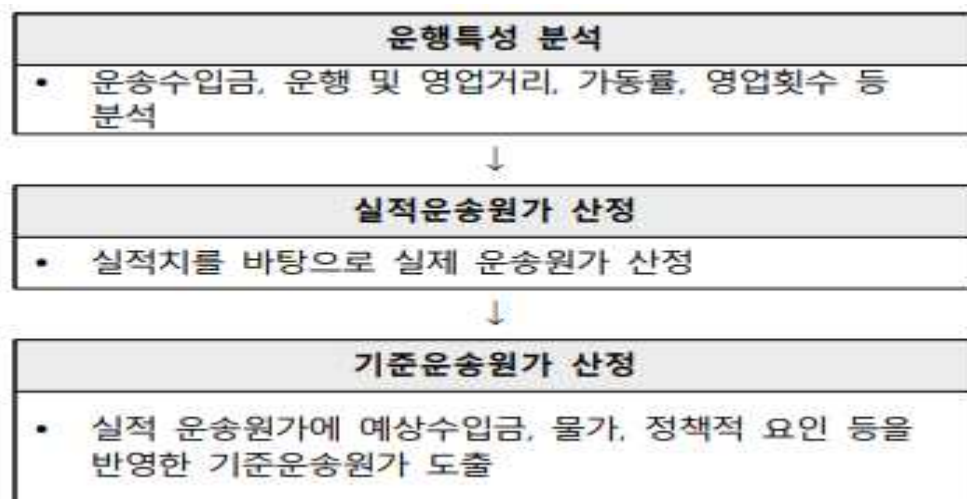 운행특성 분석
• 운송수입금, 운행 및 영업거리, 가동률, 영업횟수 등
분석
↓
실적운송원가 산정
• 실적치를 바탕으로 실제 운송원가 산정
↓
기준운송원가 산정
• 실적 운송원가에 예상수입금, 물가, 정책적 요인 등을
반영한 기준운송원가 도출